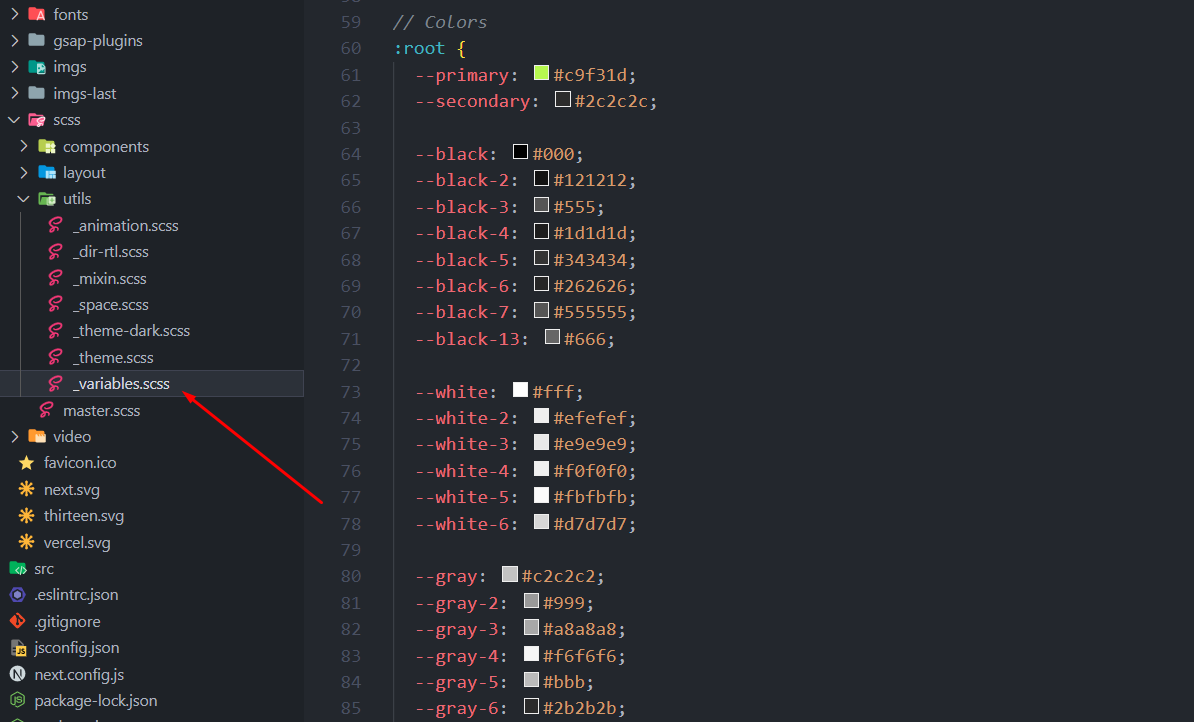 fonts
gsap-plugins
imgs
imgs-last
scss
components
layout
utils
_animation.scss
_dir-rtl.scss
_mixin.scss
_space.scss
_theme-dark.scss
_theme.scss
_variables.scss
master.scss
video
favicon.ico
next.svg
thirteen.svg
vercel.svg
src
.eslintrc.json
.gitignore
jsconfig.json
next.config.js
package-lock.json
59 // Colors
60 :root {
61 --primary: #c9f31d;
62 --secondary: #2c2c2c;
63
64 --black: #000;
65 --black-2: #121212;
66 --black-3: #555;
67 --black-4: #1d1d1d;
68 --black-5: #343434;
69 --black-6: #262626;
70 --black-7: #555555;
71 --black-13: #666;
72
73 --white: #fff;
74 --white-2: #efefef;
75 --white-3: #e9e9e9;
76 --white-4: #f0f0f0;
77 --white-5: #fbfbfb;
78 --white-6: #d7d7d7;
79
80 --gray: #c2c2c2;
81 --gray-2: #999;
82 --gray-3: #a8a8a8;
83 --gray-4: #f6f6f6;
84 --gray-5: #bbb;
85 --gray-6: #2b2b2b;